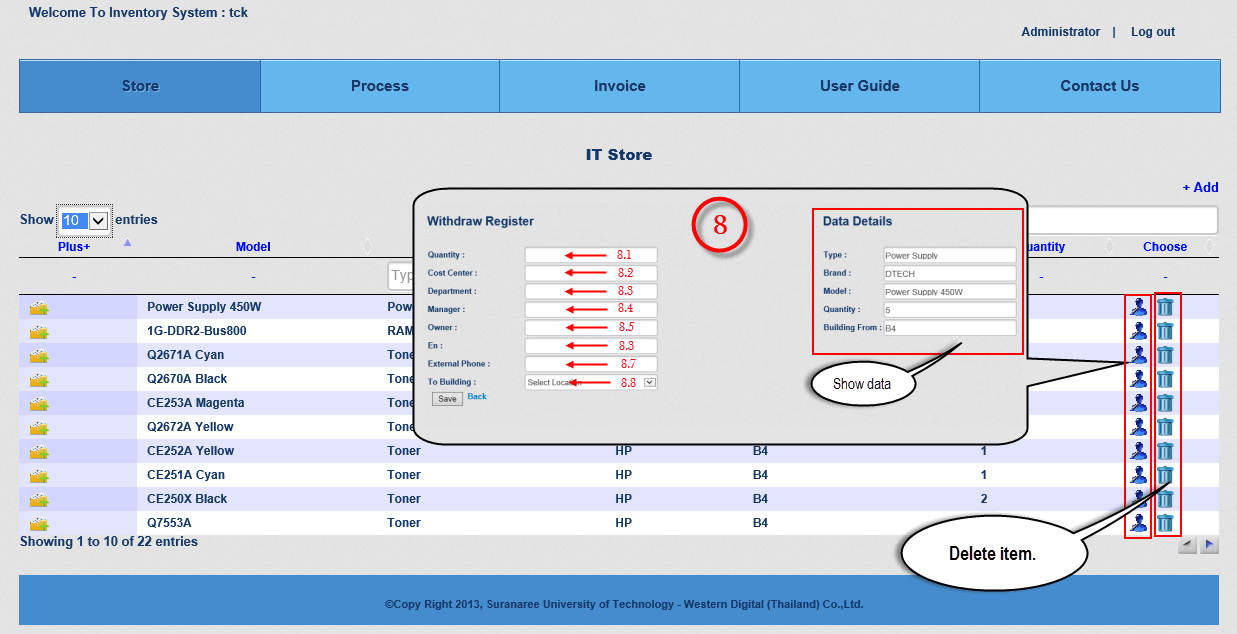 Welcome To Inventory System : tck
Administrator | Log out
Store Process Invoice User Guide Contact Us
IT Store
+ Add
Show 10 entries
Plus+ Model uantity Choose
- - Typ - -
Power Supply 450W Pow
1G-DDR2-Bus800 RAM
Q2671A Cyan Tone
Q2670A Black Tone
CE253A Magenta Tone
Q2672A Yellow Tone
CE252A Yellow Toner HP B4 1
CE251A Cyan Toner HP B4 1
CE250X Black Toner HP B4 2
Q7553A Toner HP B4
Showing 1 to 10 of 22 entries
Withdraw Register
8
Quantity : 8.1
Cost Center : 8.2
Department : 8.3
Manager : 8.4
Owner : 8.5
En : 8.3
External Phone : 8.7
To Building : Select Location 8.8
Save Back
Data Details
Type : Power Supply
Brand : DTECH
Model : Power Supply 450W
Quantity : 5
Building From : B4
Show data
Delete item.
©Copy Right 2013, Suranaree University of Technology - Western Digital (Thailand) Co.,Ltd.